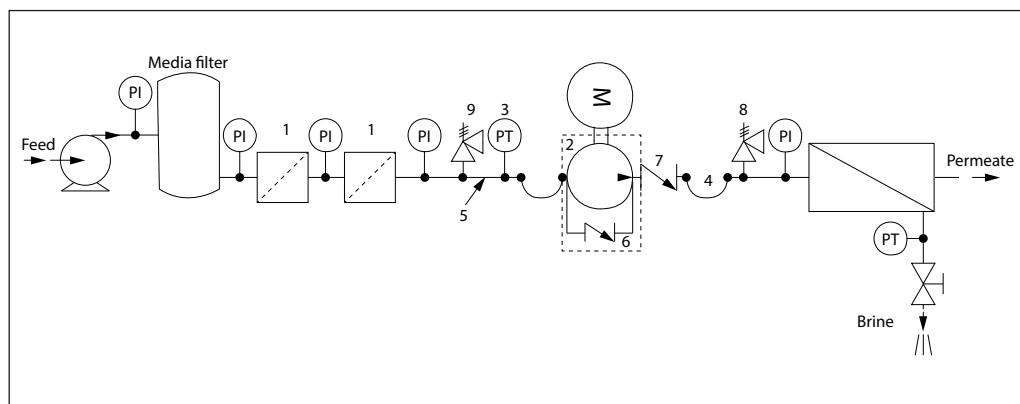 Media filter
PI
M
Feed
PI
1
PI
1
PI
9
3
PT
2
7
8
PI
Permeate
5
4
6
PT
Brine